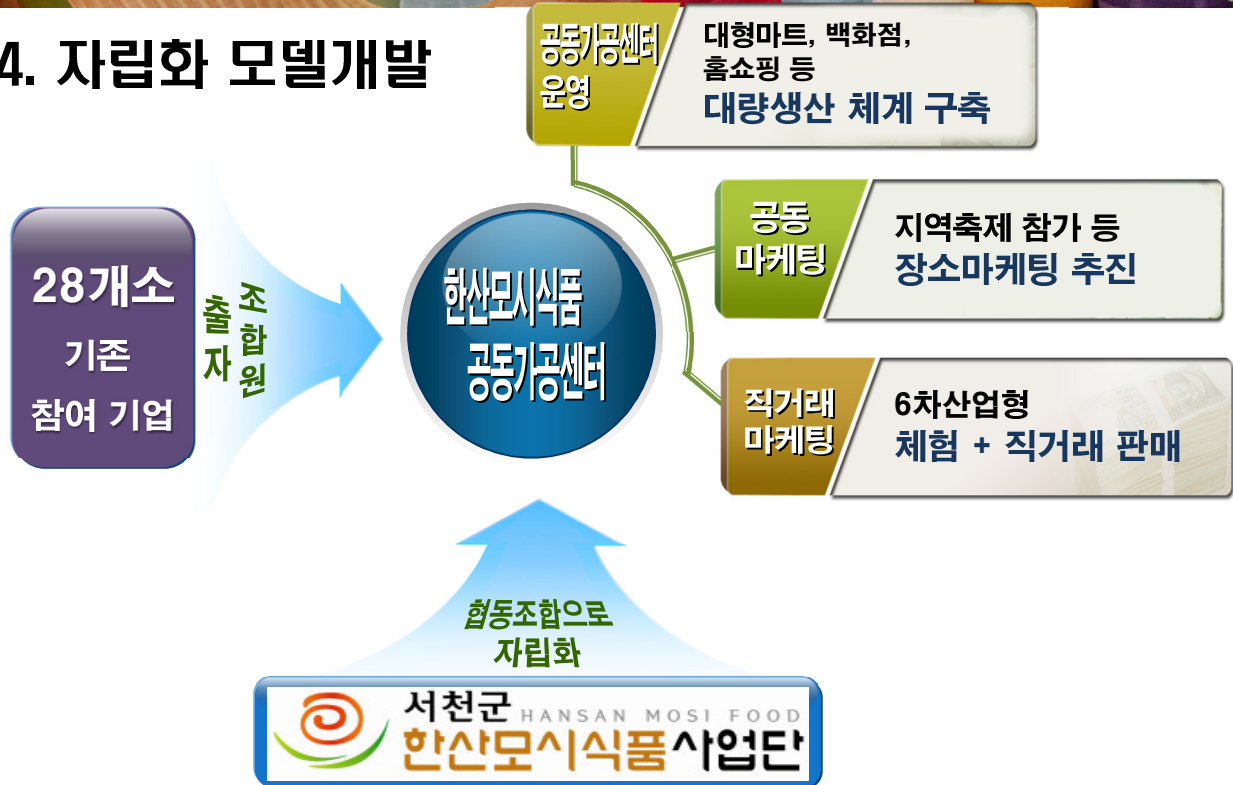 4. 자립화 모델개발
공동가공센터
운영
대형마트, 백화점,
홈쇼핑 등
대량생산 체계 구축
공동
마케팅
지역축제 참가 등
장소마케팅 추진
직거래
마케팅
6차산업형
체험 + 직거래 판매
28개소
기존
참여 기업
조합원
출자
한산모시식품
공동가공센터
협동조합으로
자립화
서천군 HANSAN MOSI FOOD
한산모시식품사업단